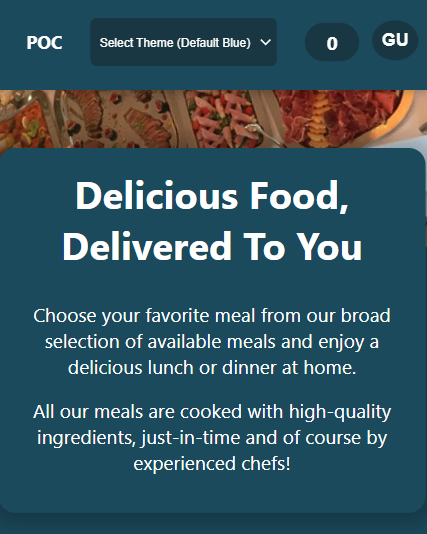 POC
Select Theme (Default Blue)
0
GU
Delicious Food,
Delivered To You
Choose your favorite meal from our broad
selection of available meals and enjoy a
delicious lunch or dinner at home.
All our meals are cooked with high-quality
ingredients, just-in-time and of course by
experienced chefs!